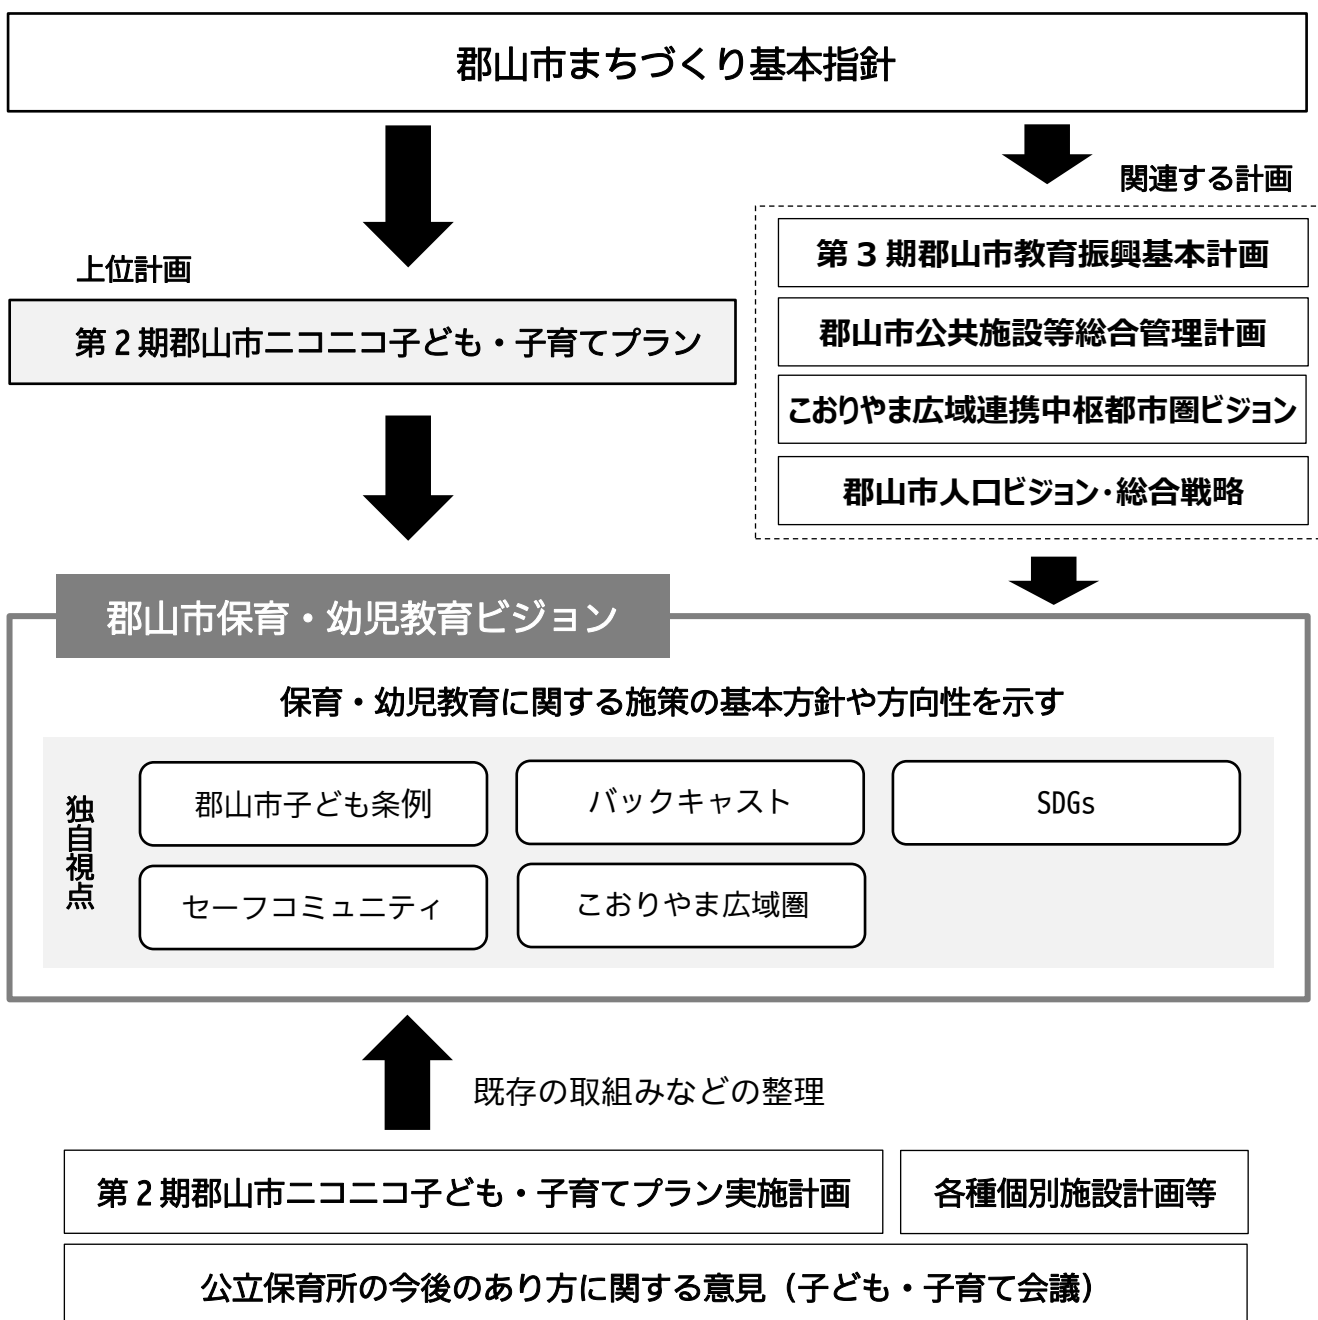 郡山市まちづくり基本指針
関連する計画
上位計画
第2期郡山市ニコニコ子ども・子育てプラン
第3期郡山市教育振興基本計画
郡山市公共施設等総合管理計画
こおりやま広域連携中枢都市圏ビジョン
郡山市人口ビジョン・総合戦略
郡山市保育・幼児教育ビジョン
保育・幼児教育に関する施策の基本方針や方向性を示す
独自視点
郡山市子ども条例
バックキャスト
SDGs
セーフコミュニティ
こおりやま広域圏
既存の取組みなどの整理
第2期郡山市ニコニコ子ども・子育てプラン実施計画
各種個別施設計画等
公立保育所の今後のあり方に関する意見（子ども・子育て会議）